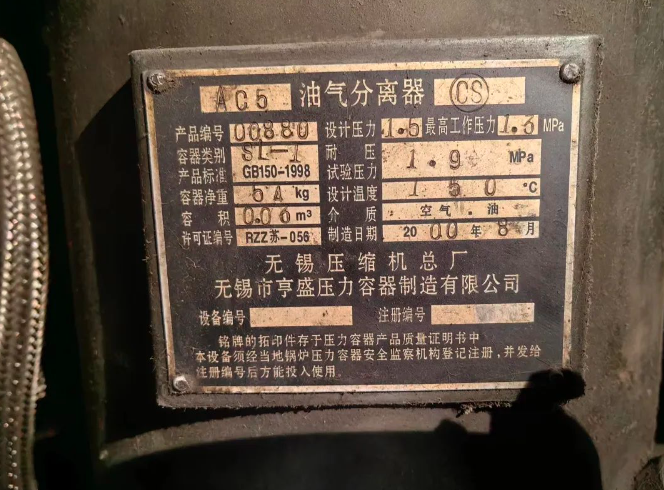 AG5 油气分离器 CS
产品编号 00880 设计压力 1.5 最高工作压力 1.3 MPa
容器类别 SL-1 耐压试验压力 1.9 MPa
产品标准 GB150-1998
容器净重 51 kg 设计温度 150 ℃
容积 0.06 m³ 介质 空气.油
许可证编号 RZZ苏-056 制造日期 2000年8月
无锡压缩机总厂
无锡市亨盛压力容器制造有限公司
设备编号 注册编号
铭牌的拓印件存于压力容器产品质量证明书中
本设备须经当地锅炉压力容器安全监察机构登记注册,并发给
注册编号后方能投入使用.